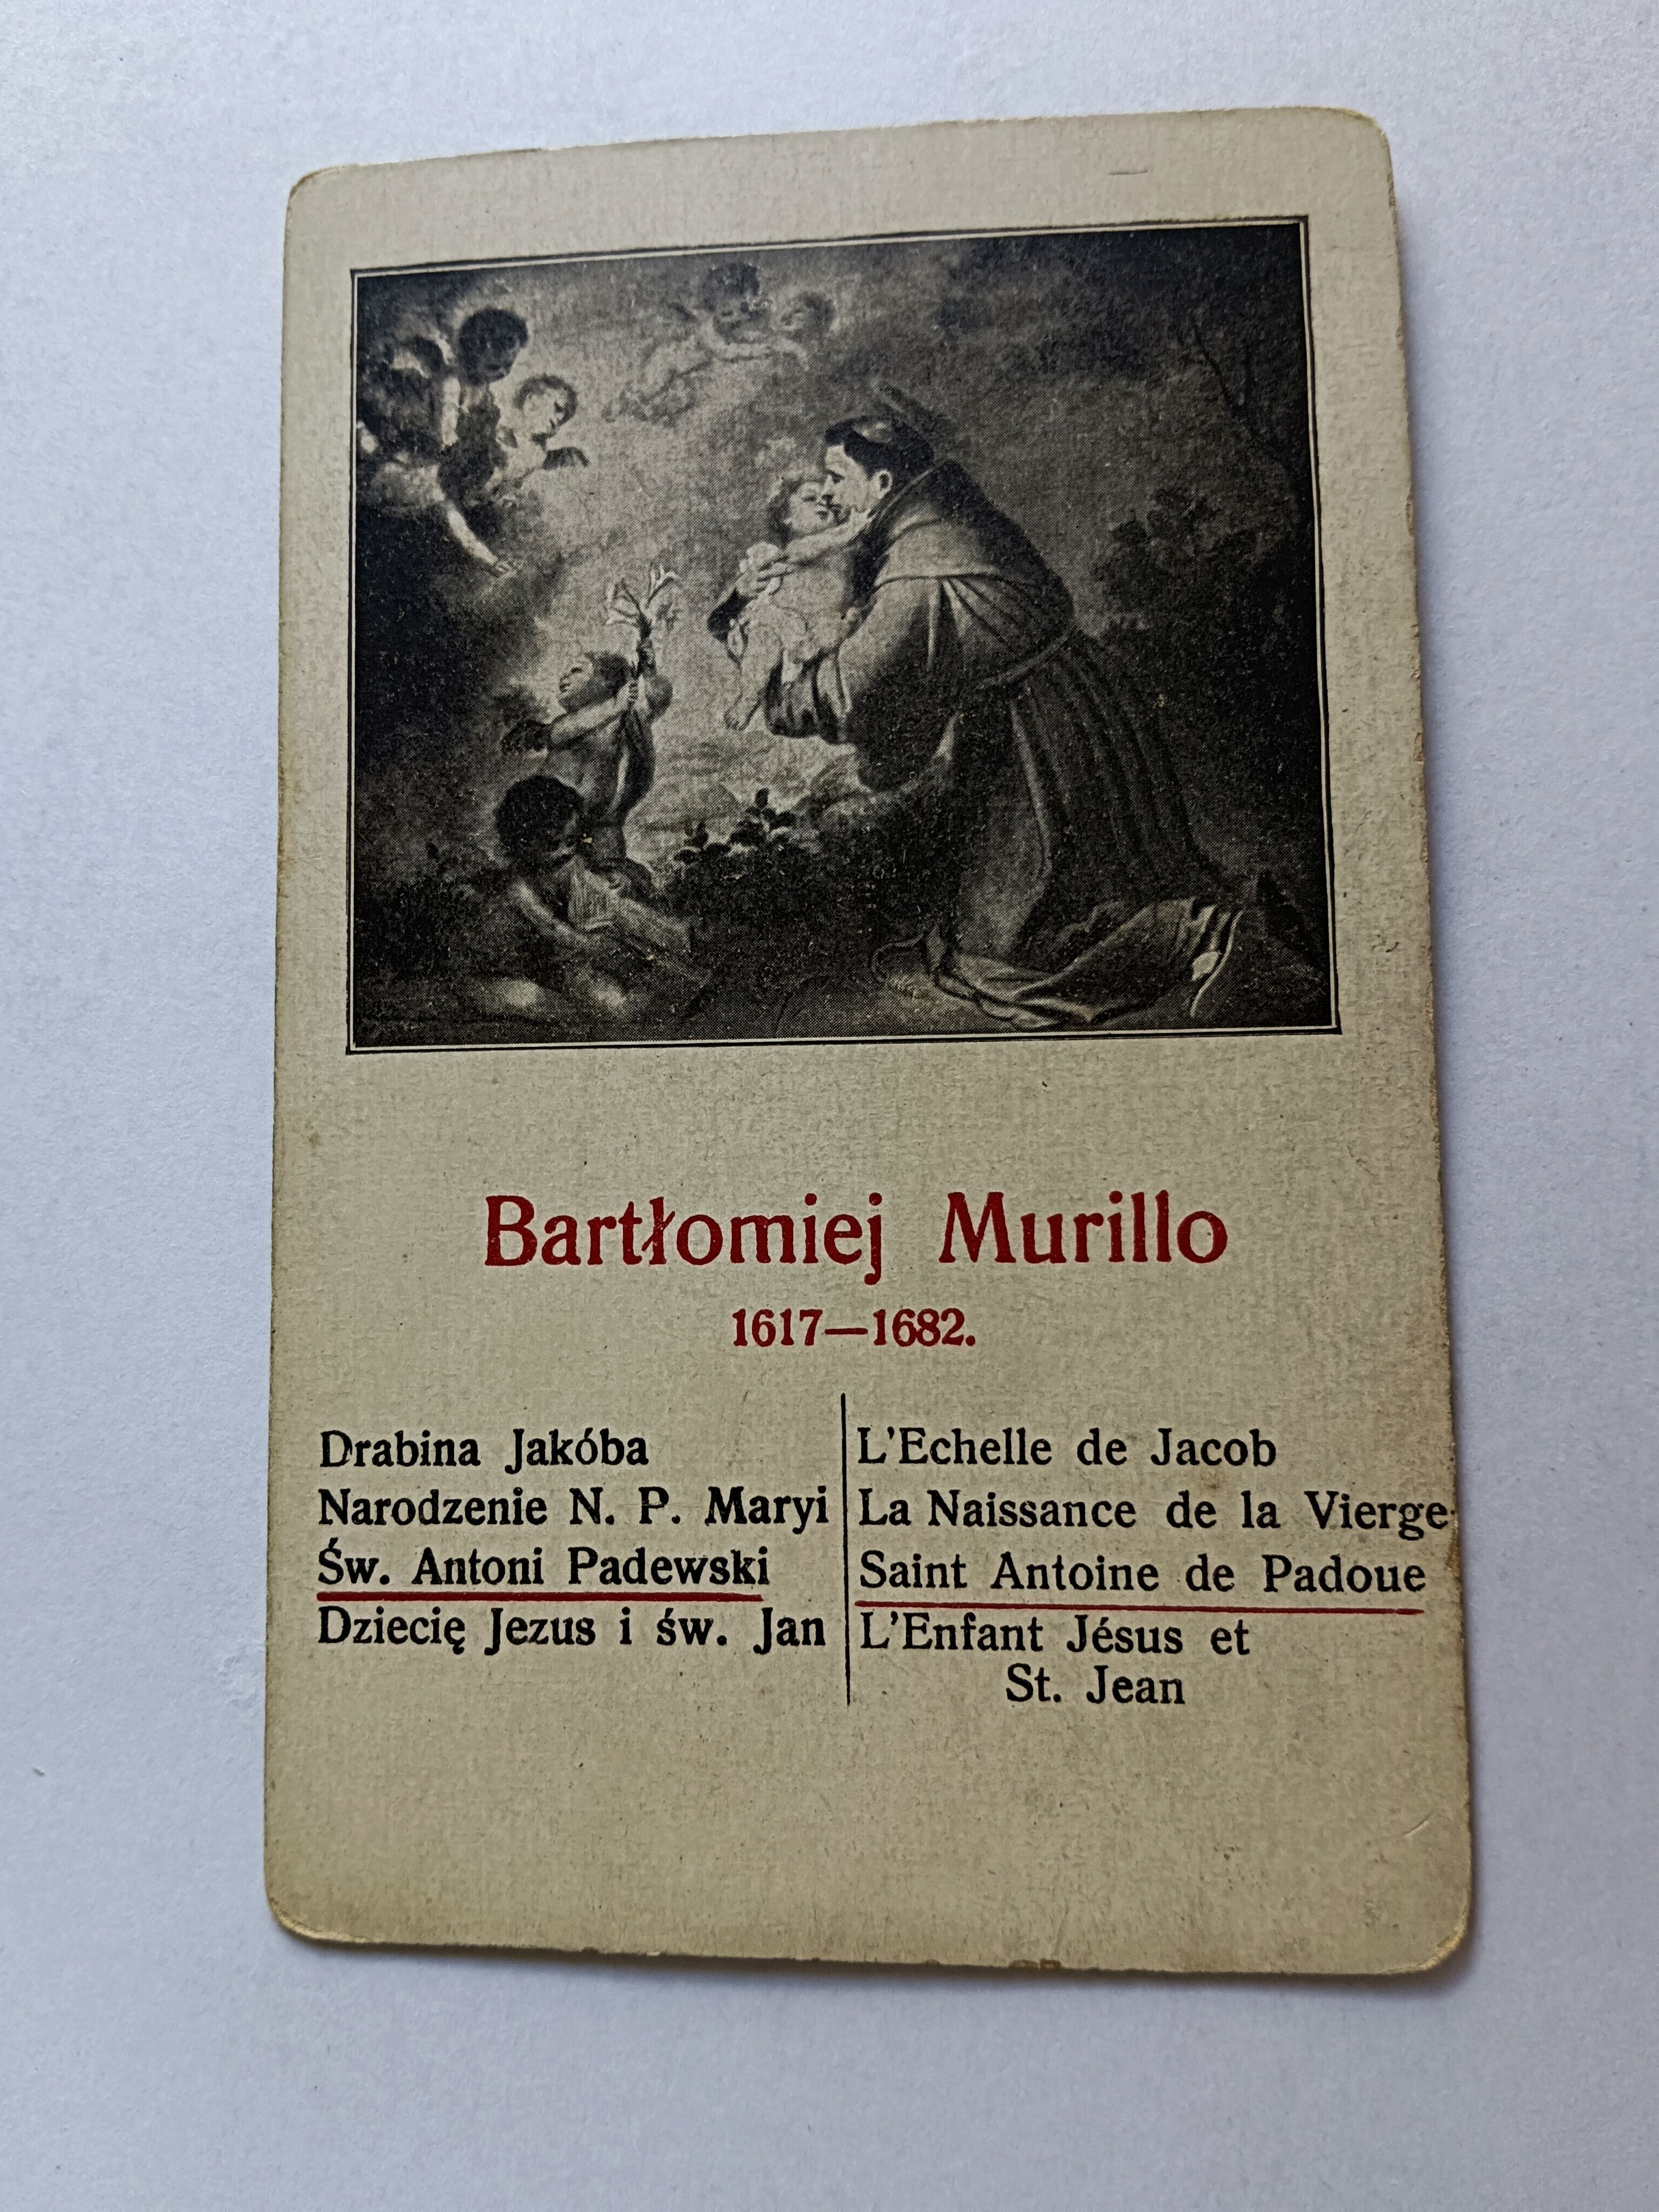 Bartłomiej Murillo
1617—1682.
Drabina Jakóba
Narodzenie N. P. Maryi
Św. Antoni Padewski
Dziecię Jezus i św. Jan
L'Echelle de Jacob
La Naissance de la Vierge
Saint Antoine de Padoue
L'Enfant Jésus et
St. Jean